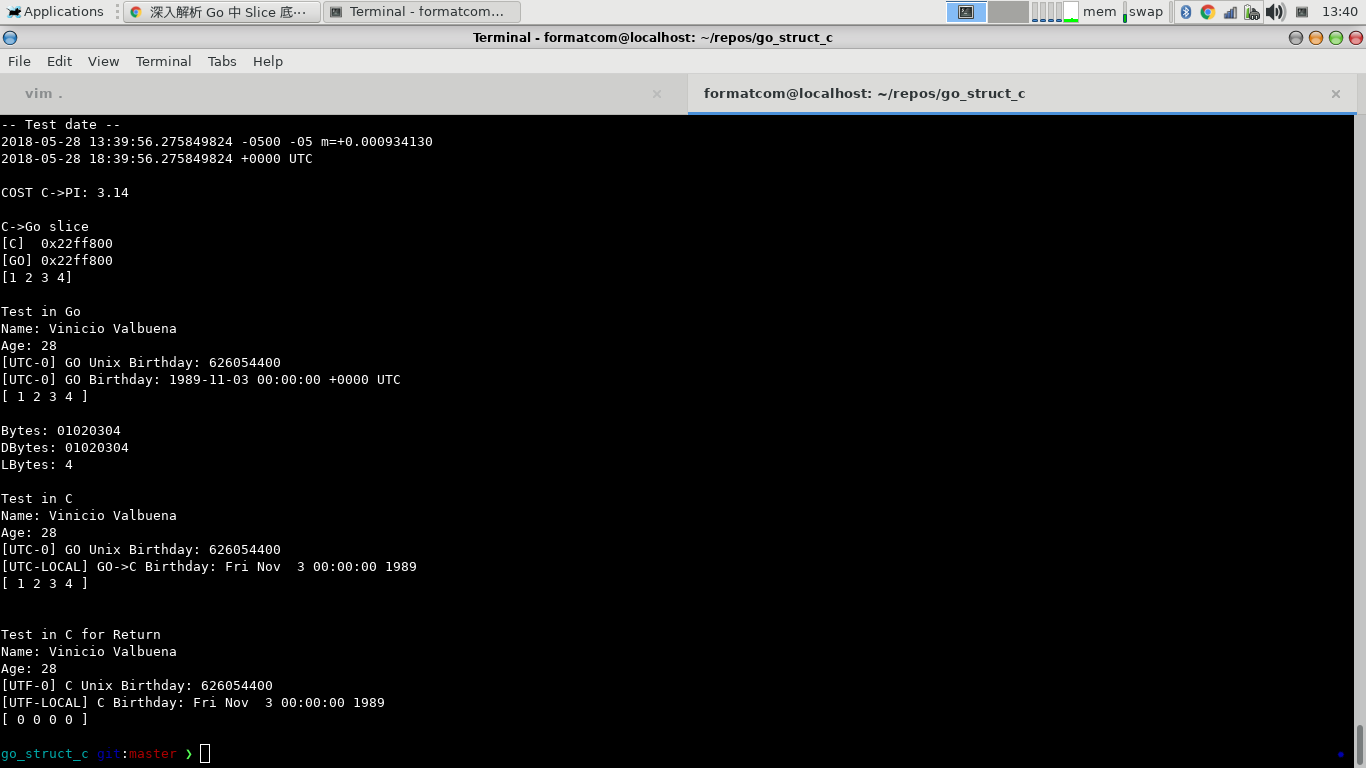 Applications 深入解析 Go 中 Slice 底··· Terminal - formatcom... mem swap 13:40
Terminal - formatcom@localhost: ~/repos/go_struct_c
File Edit View Terminal Tabs Help
vim . × formatcom@localhost: ~/repos/go_struct_c ×
-- Test date --
2018-05-28 13:39:56.275849824 -0500 -05 m=+0.000934130
2018-05-28 18:39:56.275849824 +0000 UTC
COST C->PI: 3.14
C->Go slice
[C]  0x22ff800
[GO] 0x22ff800
[1 2 3 4]
Test in Go
Name: Vinicio Valbuena
Age: 28
[UTC-0] GO Unix Birthday: 626054400
[UTC-0] GO Birthday: 1989-11-03 00:00:00 +0000 UTC
[ 1 2 3 4 ]
Bytes: 01020304
DBytes: 01020304
LBytes: 4
Test in C
Name: Vinicio Valbuena
Age: 28
[UTC-0] GO Unix Birthday: 626054400
[UTC-LOCAL] GO->C Birthday: Fri Nov  3 00:00:00 1989
[ 1 2 3 4 ]
Test in C for Return
Name: Vinicio Valbuena
Age: 28
[UTF-0] C Unix Birthday: 626054400
[UTF-LOCAL] C Birthday: Fri Nov  3 00:00:00 1989
[ 0 0 0 0 ]
go_struct_c git:master ❯